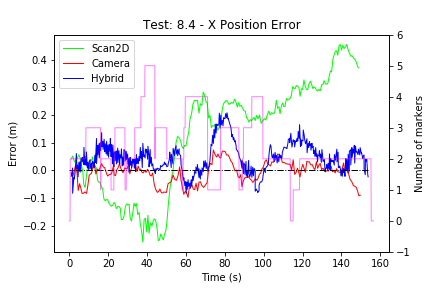 Test: 8.4 - X Position Error
Scan2D
Camera
Hybrid
Error (m)
0.4
0.3
0.2
0.1
0.0
−0.1
−0.2
Number of markers
6
5
4
3
2
1
0
−1
0 20 40 60 80 100 120 140 160
Time (s)